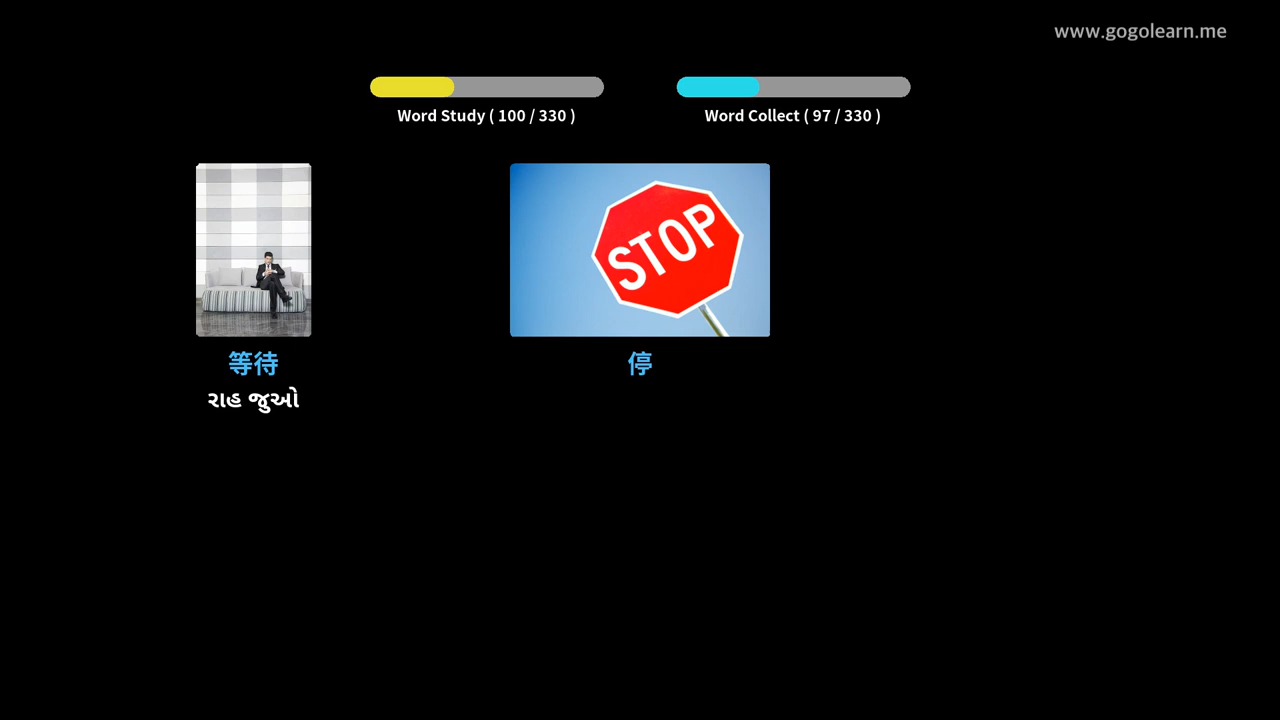 www.gogolearn.me
Word Study ( 100 / 330 )
Word Collect ( 97 / 330 )
STOP
等待
停
રાહ જુઓ